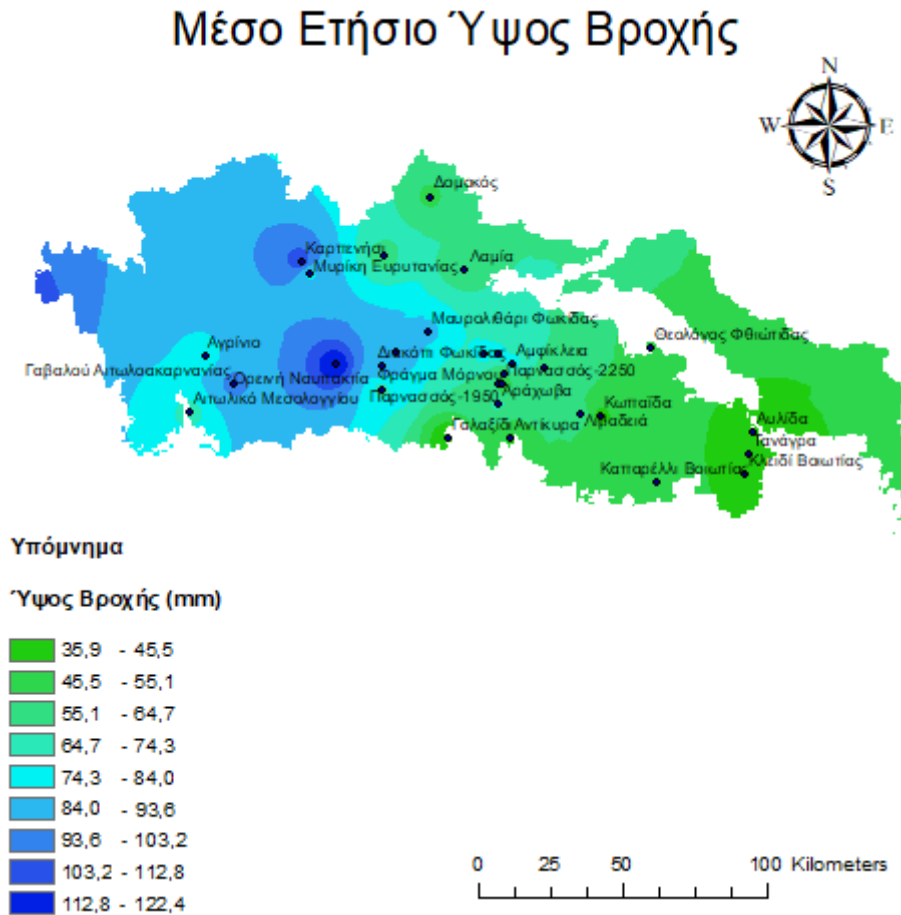 Μέσο Ετήσιο Ύψος Βροχής
N
W E
S
Δομοκός
Καρπενήσι
Μυρίκη Ευρυτανίας
Λαμία
Μαυρολιθάρι Φωκίδας
Θεολόγος Φθιώτιδας
Αγρίνιο
Διακόπι Φωκίδας
Αμφίκλεια
Γαβαλού Αιτωλοακαρνανίας
Ορεινή Ναυπακτία
Φράγμα Μόρνου
Παρνασσός-2250
Αιτωλικό Μεσολογγίου
Παρνασσός-1950
Αράχωβα
Κωπαΐδα
Γαλαξίδι
Αντίκυρα
Λιβαδειά
Αυλίδα
Τανάγρα
Καπαρέλλι Βοιωτίας
Κλειδί Βοιωτίας
Υπόμνημα
Ύψος Βροχής (mm)
35,9 - 45,5
45,5 - 55,1
55,1 - 64,7
64,7 - 74,3
74,3 - 84,0
84,0 - 93,6
93,6 - 103,2
103,2 - 112,8
112,8 - 122,4
0 25 50 100 Kilometers